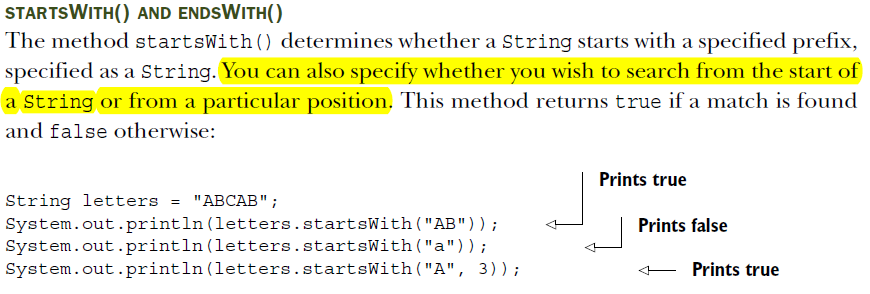 STARTSWITH() AND ENDSWITH()
The method startsWith() determines whether a String starts with a specified prefix,
specified as a String. You can also specify whether you wish to search from the start of
a String or from a particular position. This method returns true if a match is found
and false otherwise:
Prints true
String letters = "ABCAB";
System.out.println(letters.startsWith("AB"));
Prints false
System.out.println(letters.startsWith("a"));
System.out.println(letters.startsWith("A", 3));
Prints true